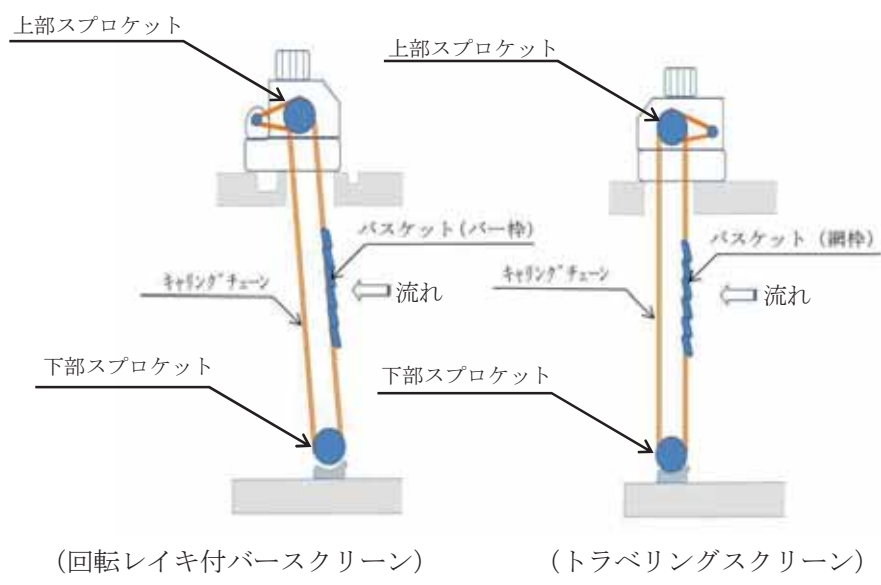 上部スプロケット
上部スプロケット
バスケット(バー枠)
バスケット（網枠）
キャリングチェーン
キャリングチェーン
流れ
流れ
下部スプロケット
下部スプロケット
（回転レイキ付バースクリーン）
（トラベリングスクリーン）